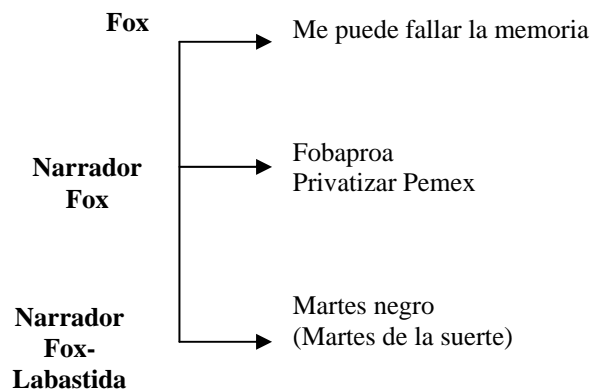 Fox
Me puede fallar la memoria
Narrador
Fox
Fobaproa
Privatizar Pemex
Narrador
Fox-
Labastida
Martes negro
(Martes de la suerte)